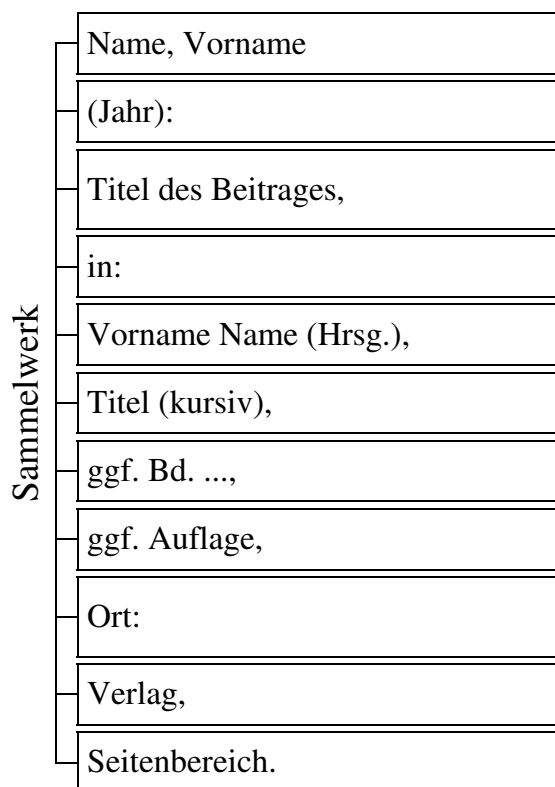 Sammelwerk
Name, Vorname
(Jahr):
Titel des Beitrages,
in:
Vorname Name (Hrsg.),
Titel (kursiv),
ggf. Bd. ...,
ggf. Auflage,
Ort:
Verlag,
Seitenbereich.